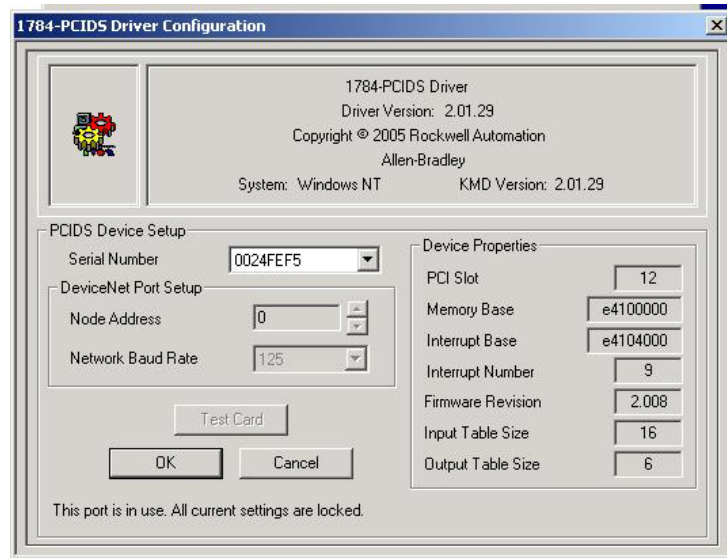 1784-PCIDS Driver Configuration
1784-PCIDS Driver
Driver Version: 2.01.29
Copyright © 2005 Rockwell Automation
Allen-Bradley
System: Windows NT KMD Version: 2.01.29
PCIDS Device Setup
Serial Number 0024FEF5
DeviceNet Port Setup
Node Address 0
Network Baud Rate 125
Test Card
OK Cancel
This port is in use. All current settings are locked.
Device Properties
PCI Slot 12
Memory Base e4100000
Interrupt Base e4104000
Interrupt Number 9
Firmware Revision 2.008
Input Table Size 16
Output Table Size 6